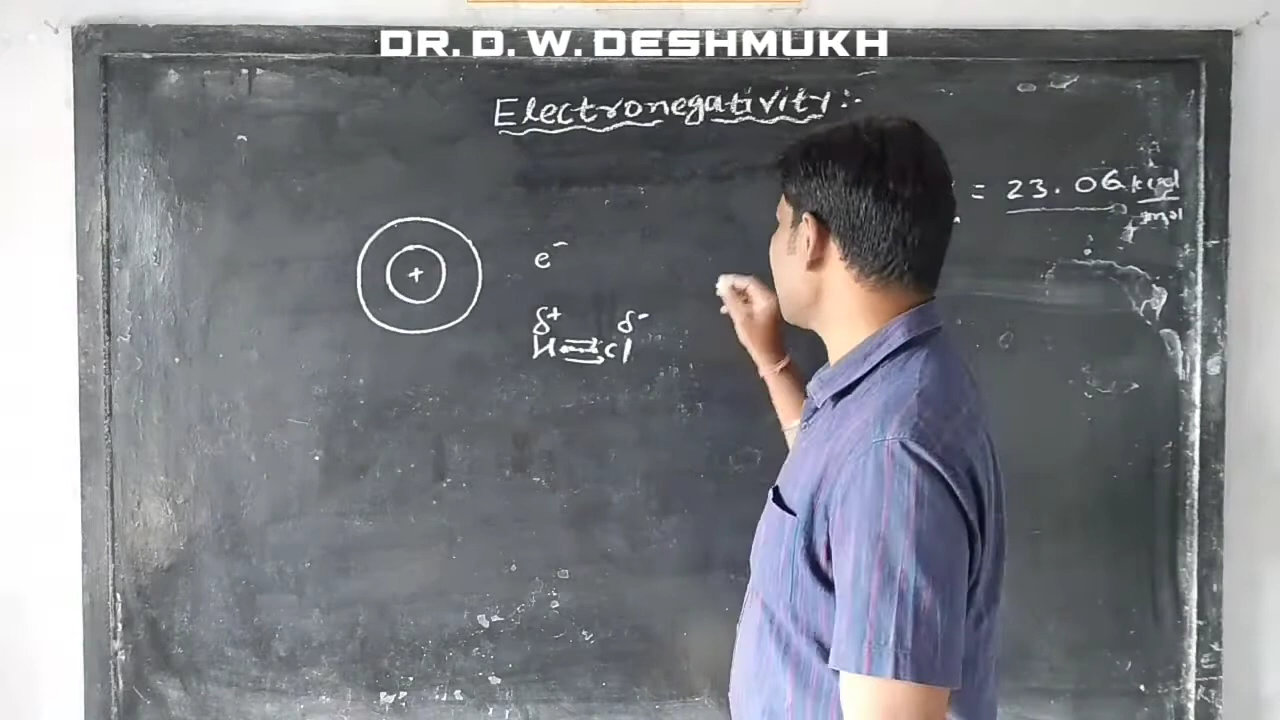 DR. D. W. DESHMUKH
Electronegativity:-
= 23.06 kcal
mol
+
e⁻
δ⁺ δ⁻
H Cl